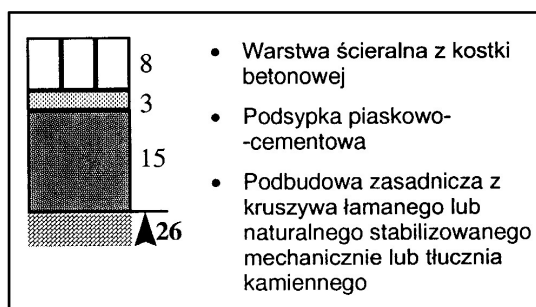 8
3
15
26
• Warstwa ścieralna z kostki
betonowej
• Podsypka piaskowo-
-cementowa
• Podbudowa zasadnicza z
kruszywa łamanego lub
naturalnego stabilizowanego
mechanicznie lub tłucznia
kamiennego